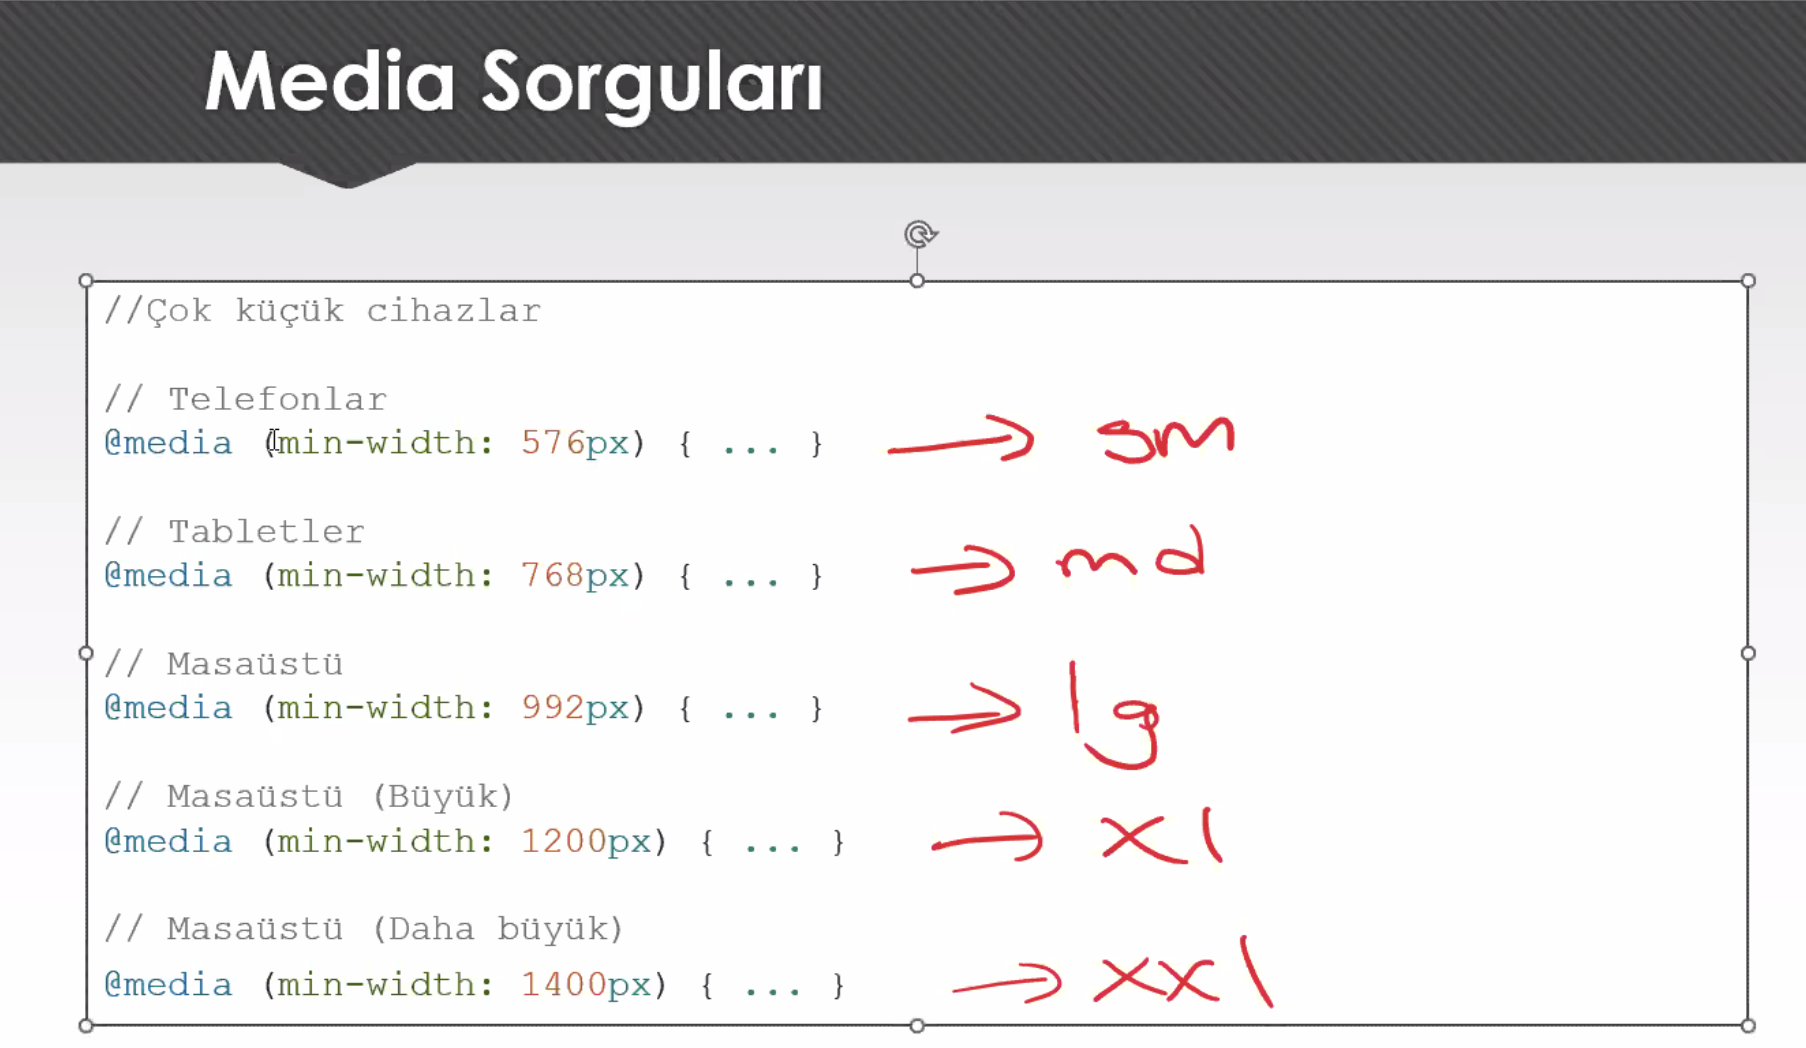 Media Sorguları
//Çok küçük cihazlar
// Telefonlar
@media (min-width: 576px) { ... } sm
// Tabletler
@media (min-width: 768px) { ... } md
// Masaüstü
@media (min-width: 992px) { ... } lg
// Masaüstü (Büyük)
@media (min-width: 1200px) { ... } xl
// Masaüstü (Daha büyük)
@media (min-width: 1400px) { ... } xxl